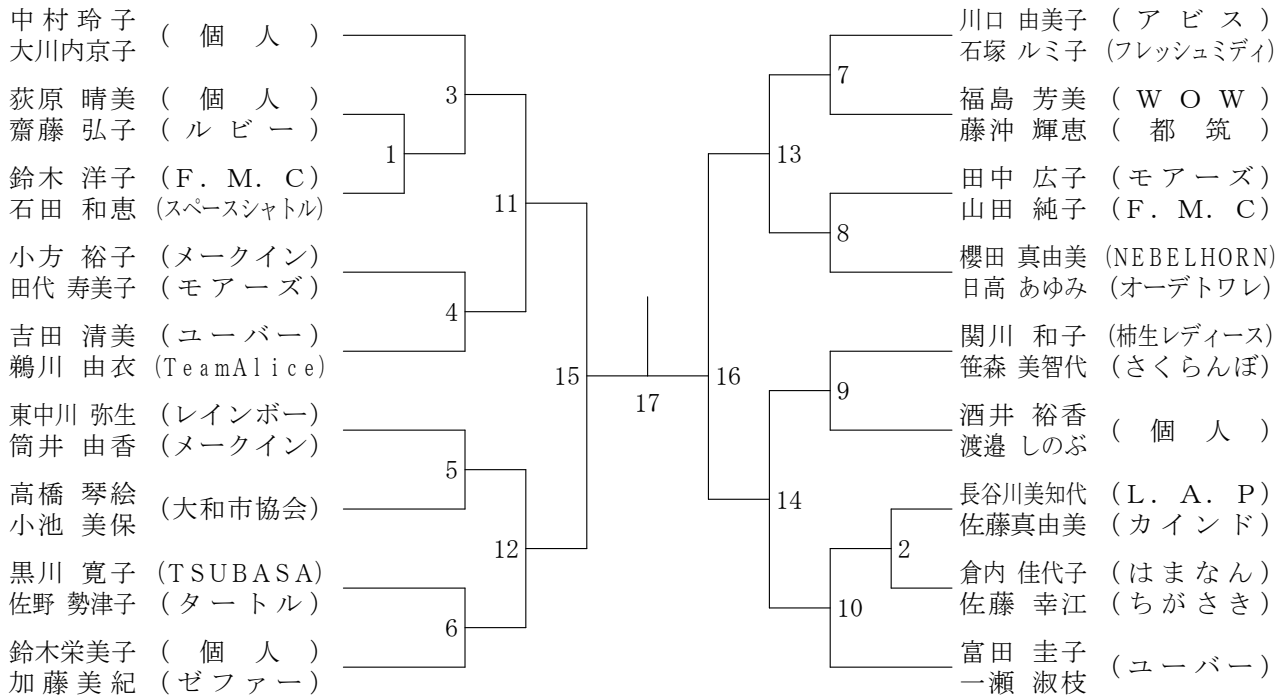 中村玲子 (個人)
大川内京子
荻原 晴美 (個人)
齋藤 弘子 (ルビー)
鈴木 洋子 (F.M.C)
石田 和恵 (スペースシャトル)
小方 裕子 (メークイン)
田代 寿美子 (モアーズ)
吉田 清美 (ユーバー)
鵜川 由衣 (TeamAlice)
東中川 弥生 (レインボー)
筒井 由香 (メークイン)
高橋 琴絵 (大和市協会)
小池 美保
黒川 寛子 (TSUBASA)
佐野 勢津子 (タートル)
鈴木栄美子 (個人)
加藤美紀 (ゼファー)
3
1
11
4
15
5
12
6
17
7
13
8
16
9
14
2
10
川口 由美子 (アビス)
石塚 ルミ子 (フレッシュミディ)
福島 芳美 (WOW)
藤沖 輝恵 (都筑)
田中 広子 (モアーズ)
山田 純子 (F.M.C)
櫻田 真由美 (NEBELHORN)
日高 あゆみ (オーデトワレ)
関川 和子 (柿生レディース)
笹森 美智代 (さくらんぼ)
酒井 裕香 (個人)
渡邉 しのぶ
長谷川美知代 (L.A.P)
佐藤真由美 (カインド)
倉内 佳代子 (はまなん)
佐藤 幸江 (ちがさき)
富田 圭子 (ユーバー)
一瀬 淑枝